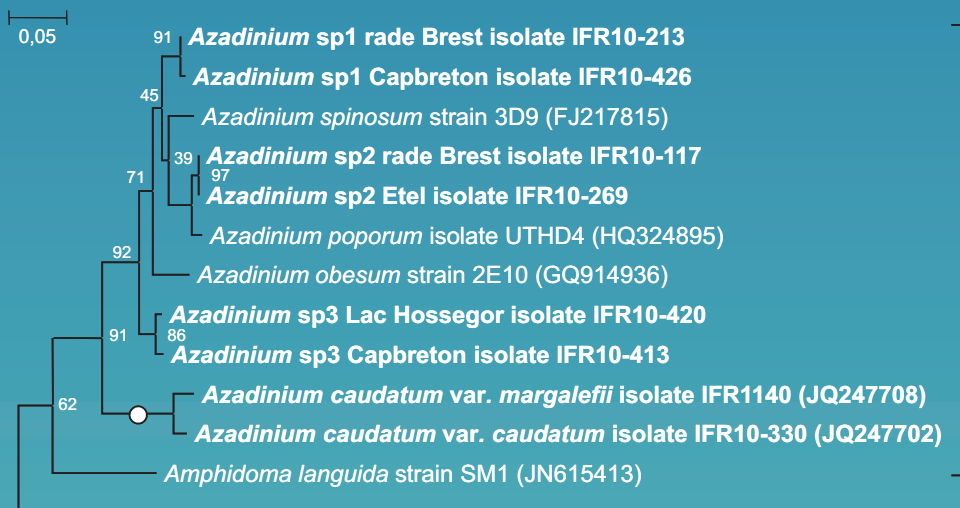 0,05
91 Azadinium sp1 rade Brest isolate IFR10-213
Azadinium sp1 Capbreton isolate IFR10-426
45
Azadinium spinosum strain 3D9 (FJ217815)
39 Azadinium sp2 rade Brest isolate IFR10-117
97
71
Azadinium sp2 Etel isolate IFR10-269
Azadinium poporum isolate UTHD4 (HQ324895)
92
Azadinium obesum strain 2E10 (GQ914936)
Azadinium sp3 Lac Hossegor isolate IFR10-420
91 86
Azadinium sp3 Capbreton isolate IFR10-413
Azadinium caudatum var. margalefii isolate IFR1140 (JQ247708)
62
Azadinium caudatum var. caudatum isolate IFR10-330 (JQ247702)
Amphidoma languida strain SM1 (JN615413)